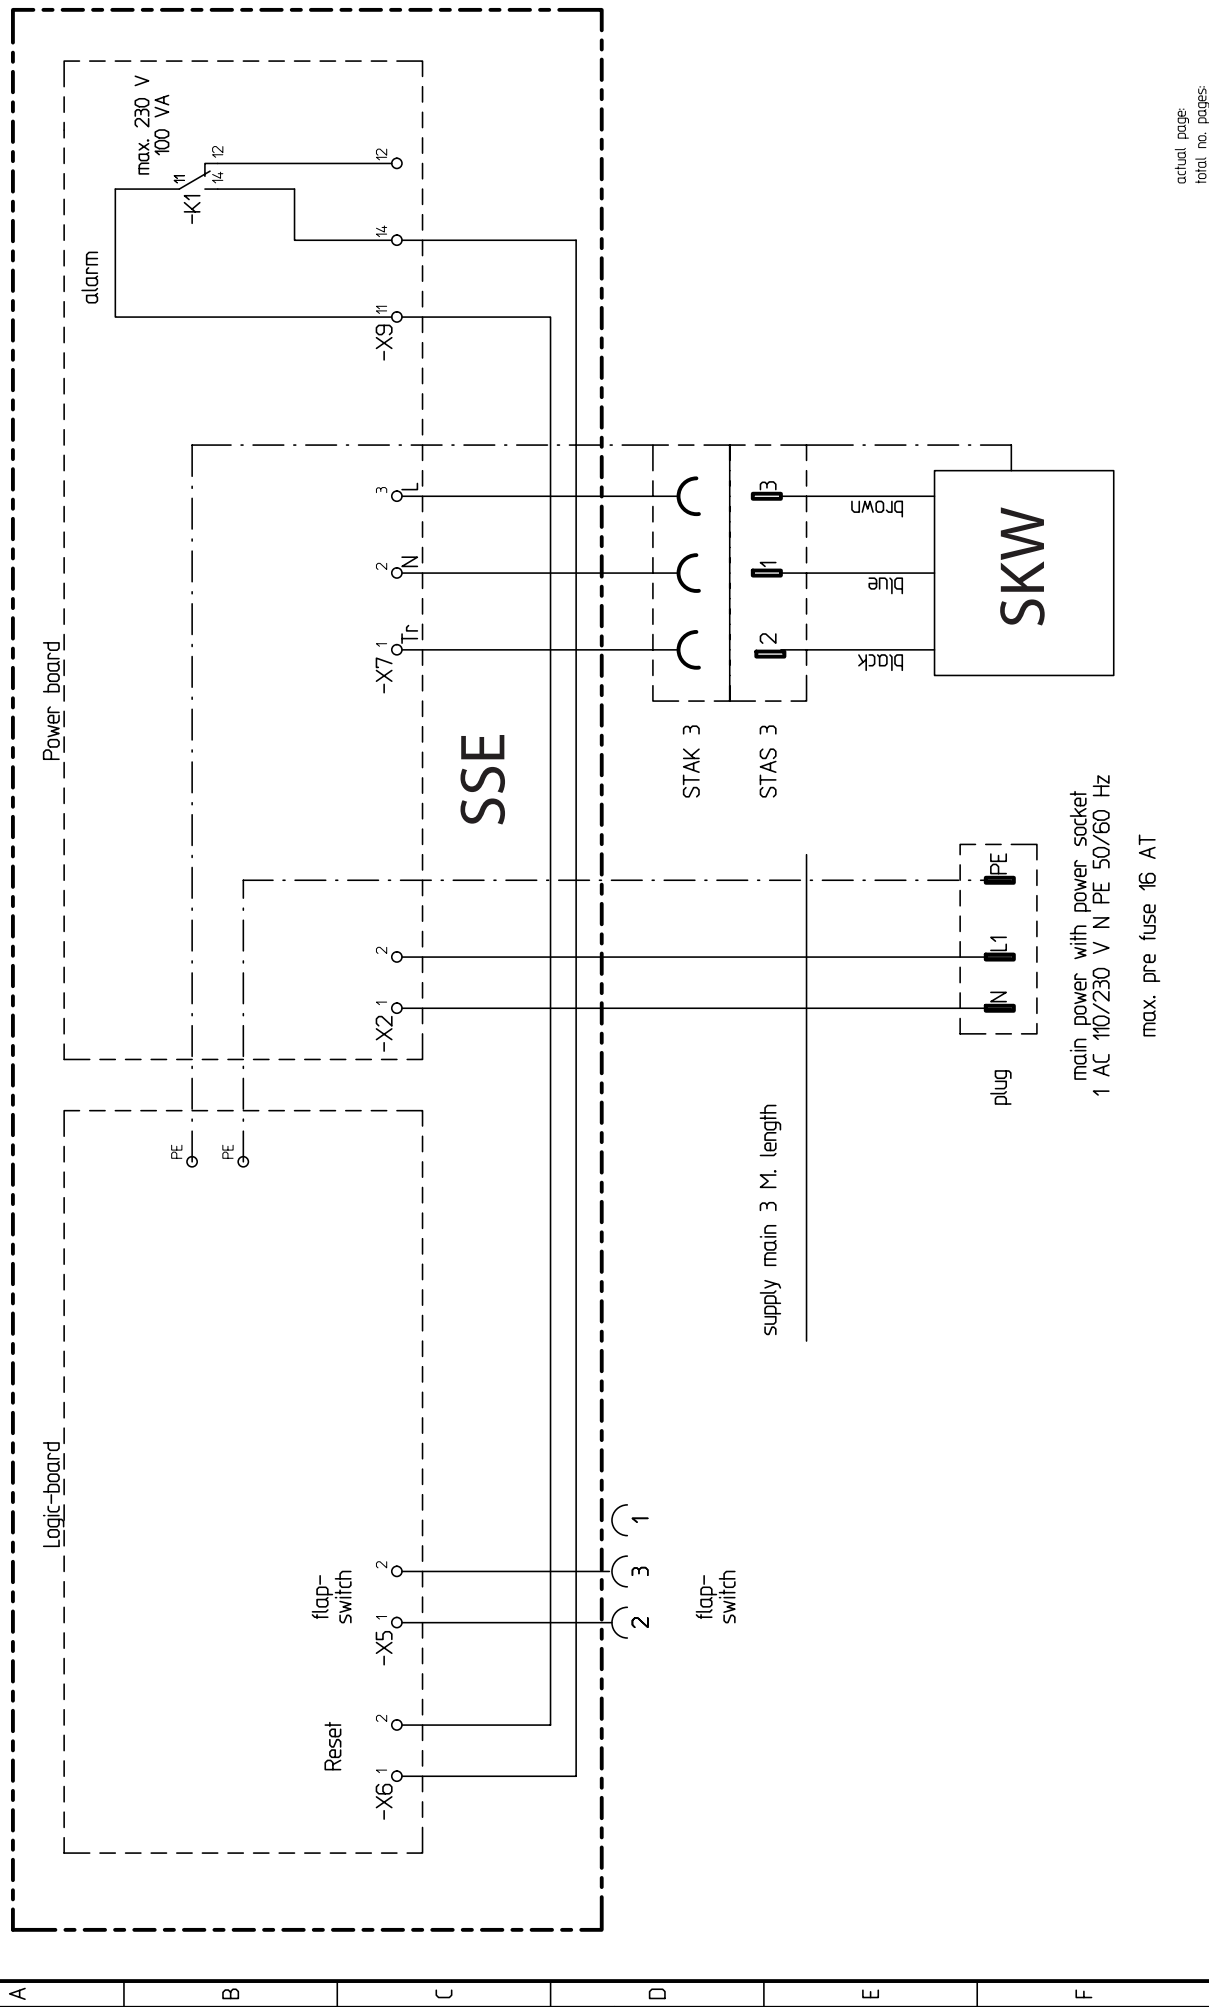 A
B
C
D
E
F
Logic-board
Power board
alarm
max. 230 V
100 VA
-K1
11
12
14
PE
PE
Reset
flap-
switch
-X6
1
2
-X5
1
2
-X2
1
2
-X7
1
Tr
2
N
3
L
-X9
11
14
12
SSE
2
3
1
flap-
switch
STAK 3
STAS 3
2
1
3
black
blue
brown
SKW
supply main 3 M. length
plug
N
L1
PE
main power with power socket
1 AC 110/230 V N PE 50/60 Hz
max. pre fuse 16 AT
actual page:
total no. pages: